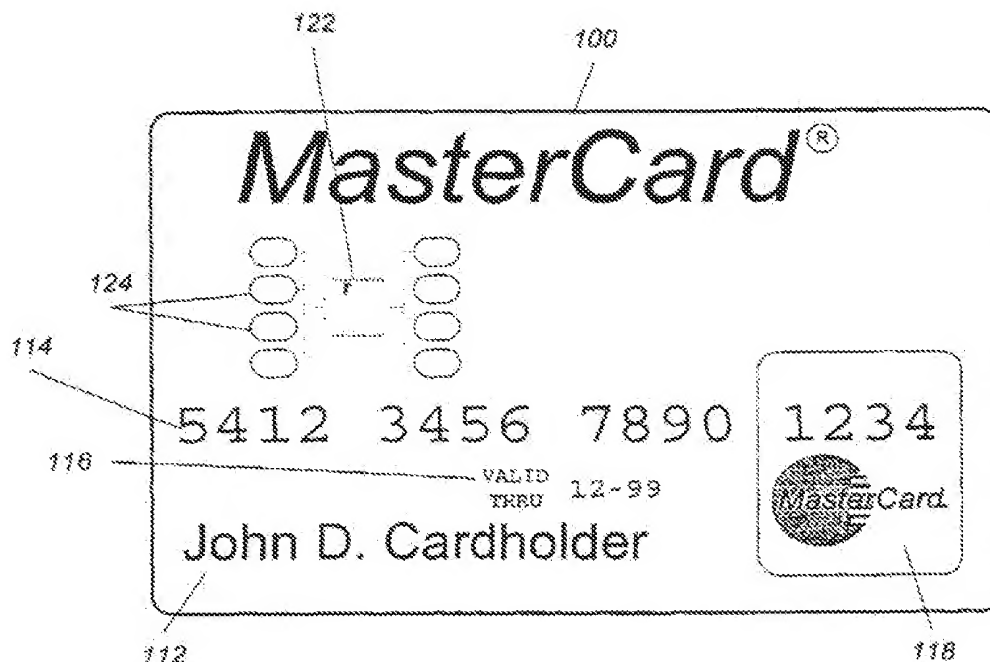 122
100
MasterCard®
124
114
5412 3456 7890 1234
116
VALID THRU 12-99
MasterCard
John D. Cardholder
112
118